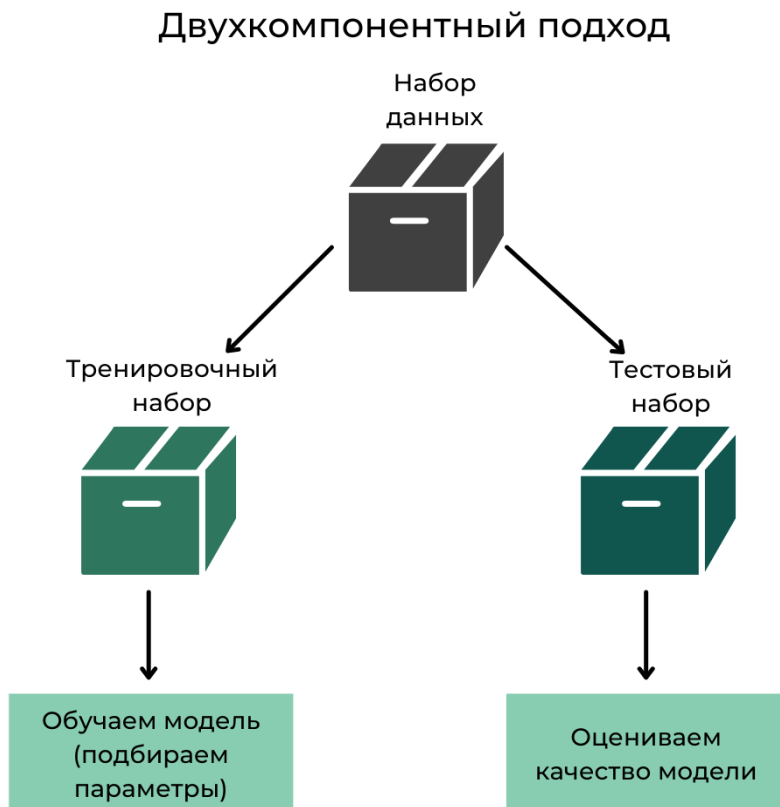 Двухкомпонентный подход
Набор
данных
Тренировочный
набор
Тестовый
набор
Обучаем модель
(подбираем
параметры)
Оцениваем
качество модели